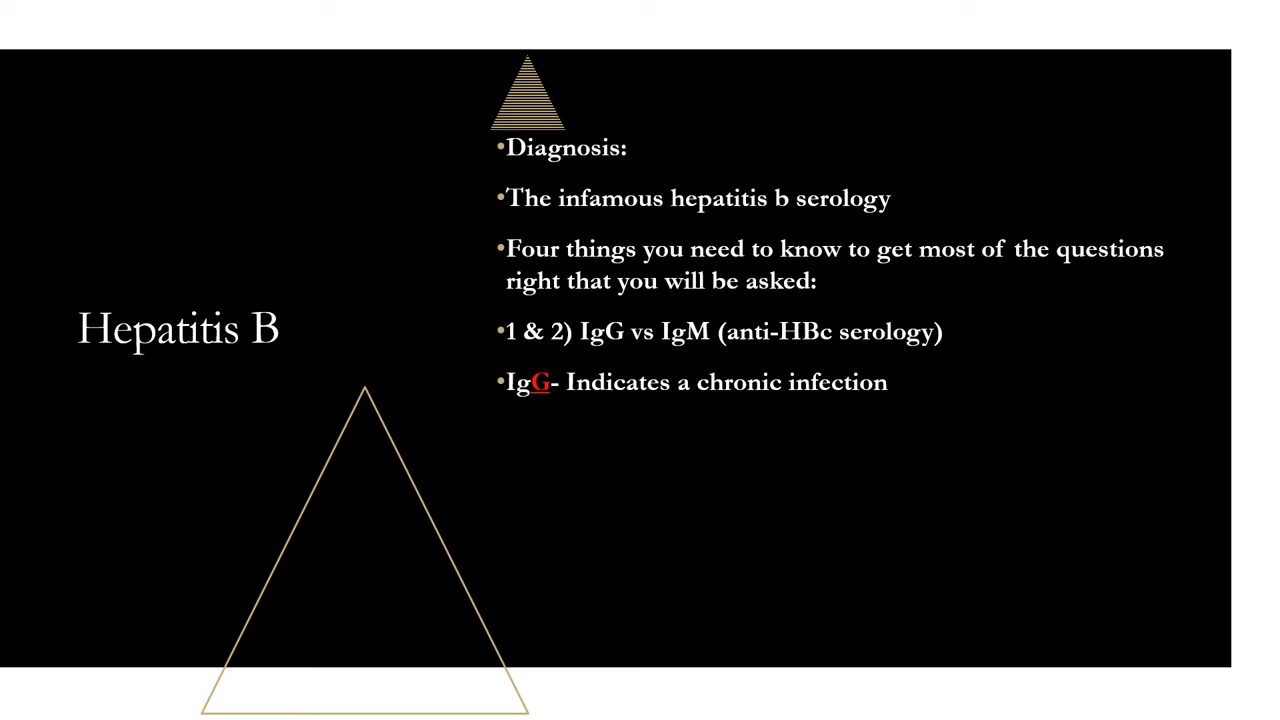 Hepatitis B
•Diagnosis:
•The infamous hepatitis b serology
•Four things you need to know to get most of the questions
right that you will be asked:
•1 & 2) IgG vs IgM (anti-HBc serology)
•IgG- Indicates a chronic infection